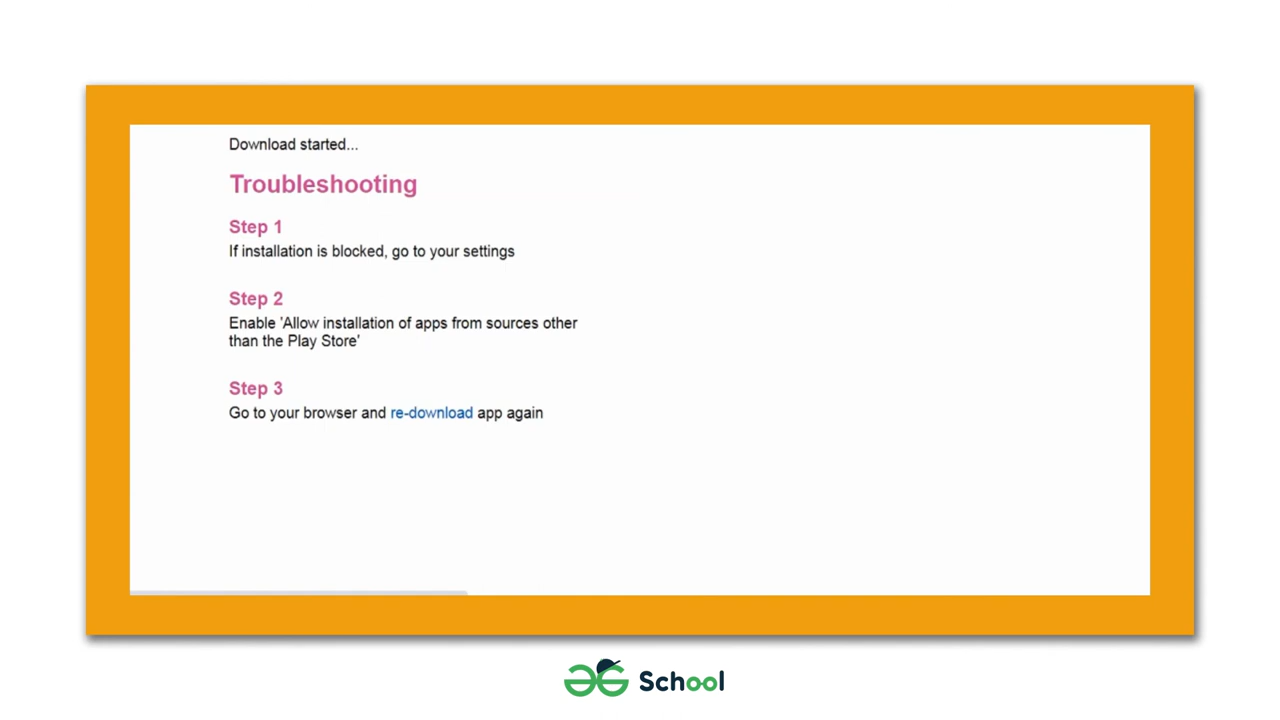 Download started...
Troubleshooting
Step 1
If installation is blocked, go to your settings
Step 2
Enable 'Allow installation of apps from sources other
than the Play Store'
Step 3
Go to your browser and re-download app again
School